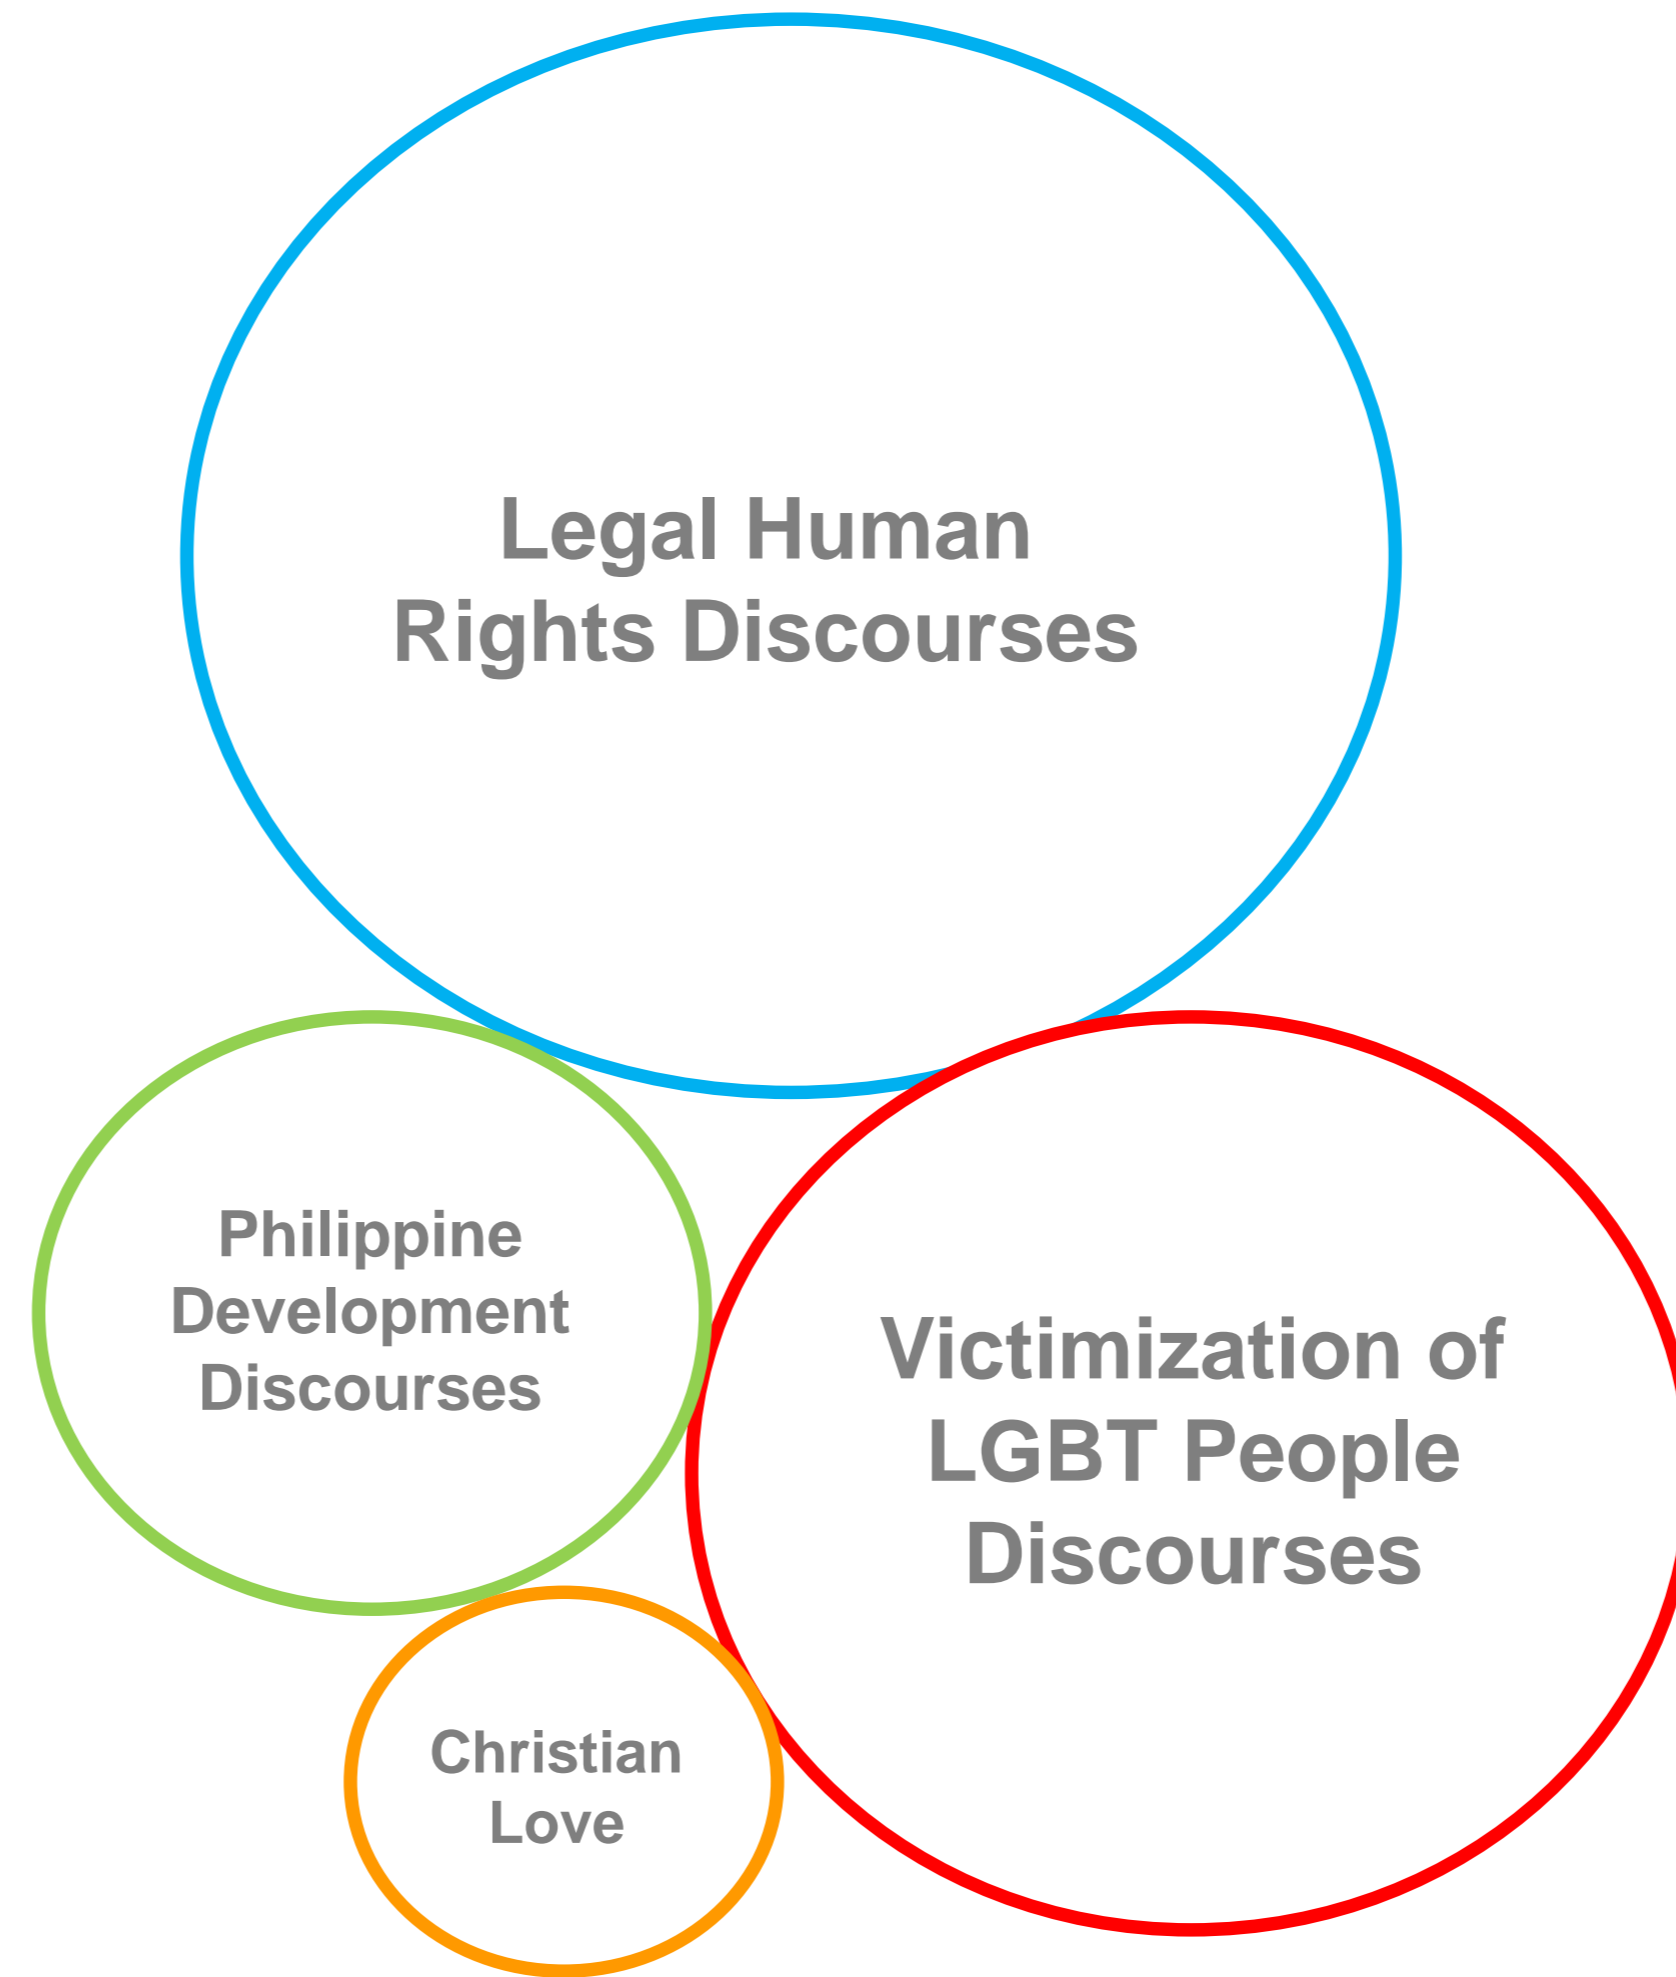 Legal Human
Rights Discourses
Philippine
Development
Discourses
Victimization of
LGBT People
Discourses
Christian
Love